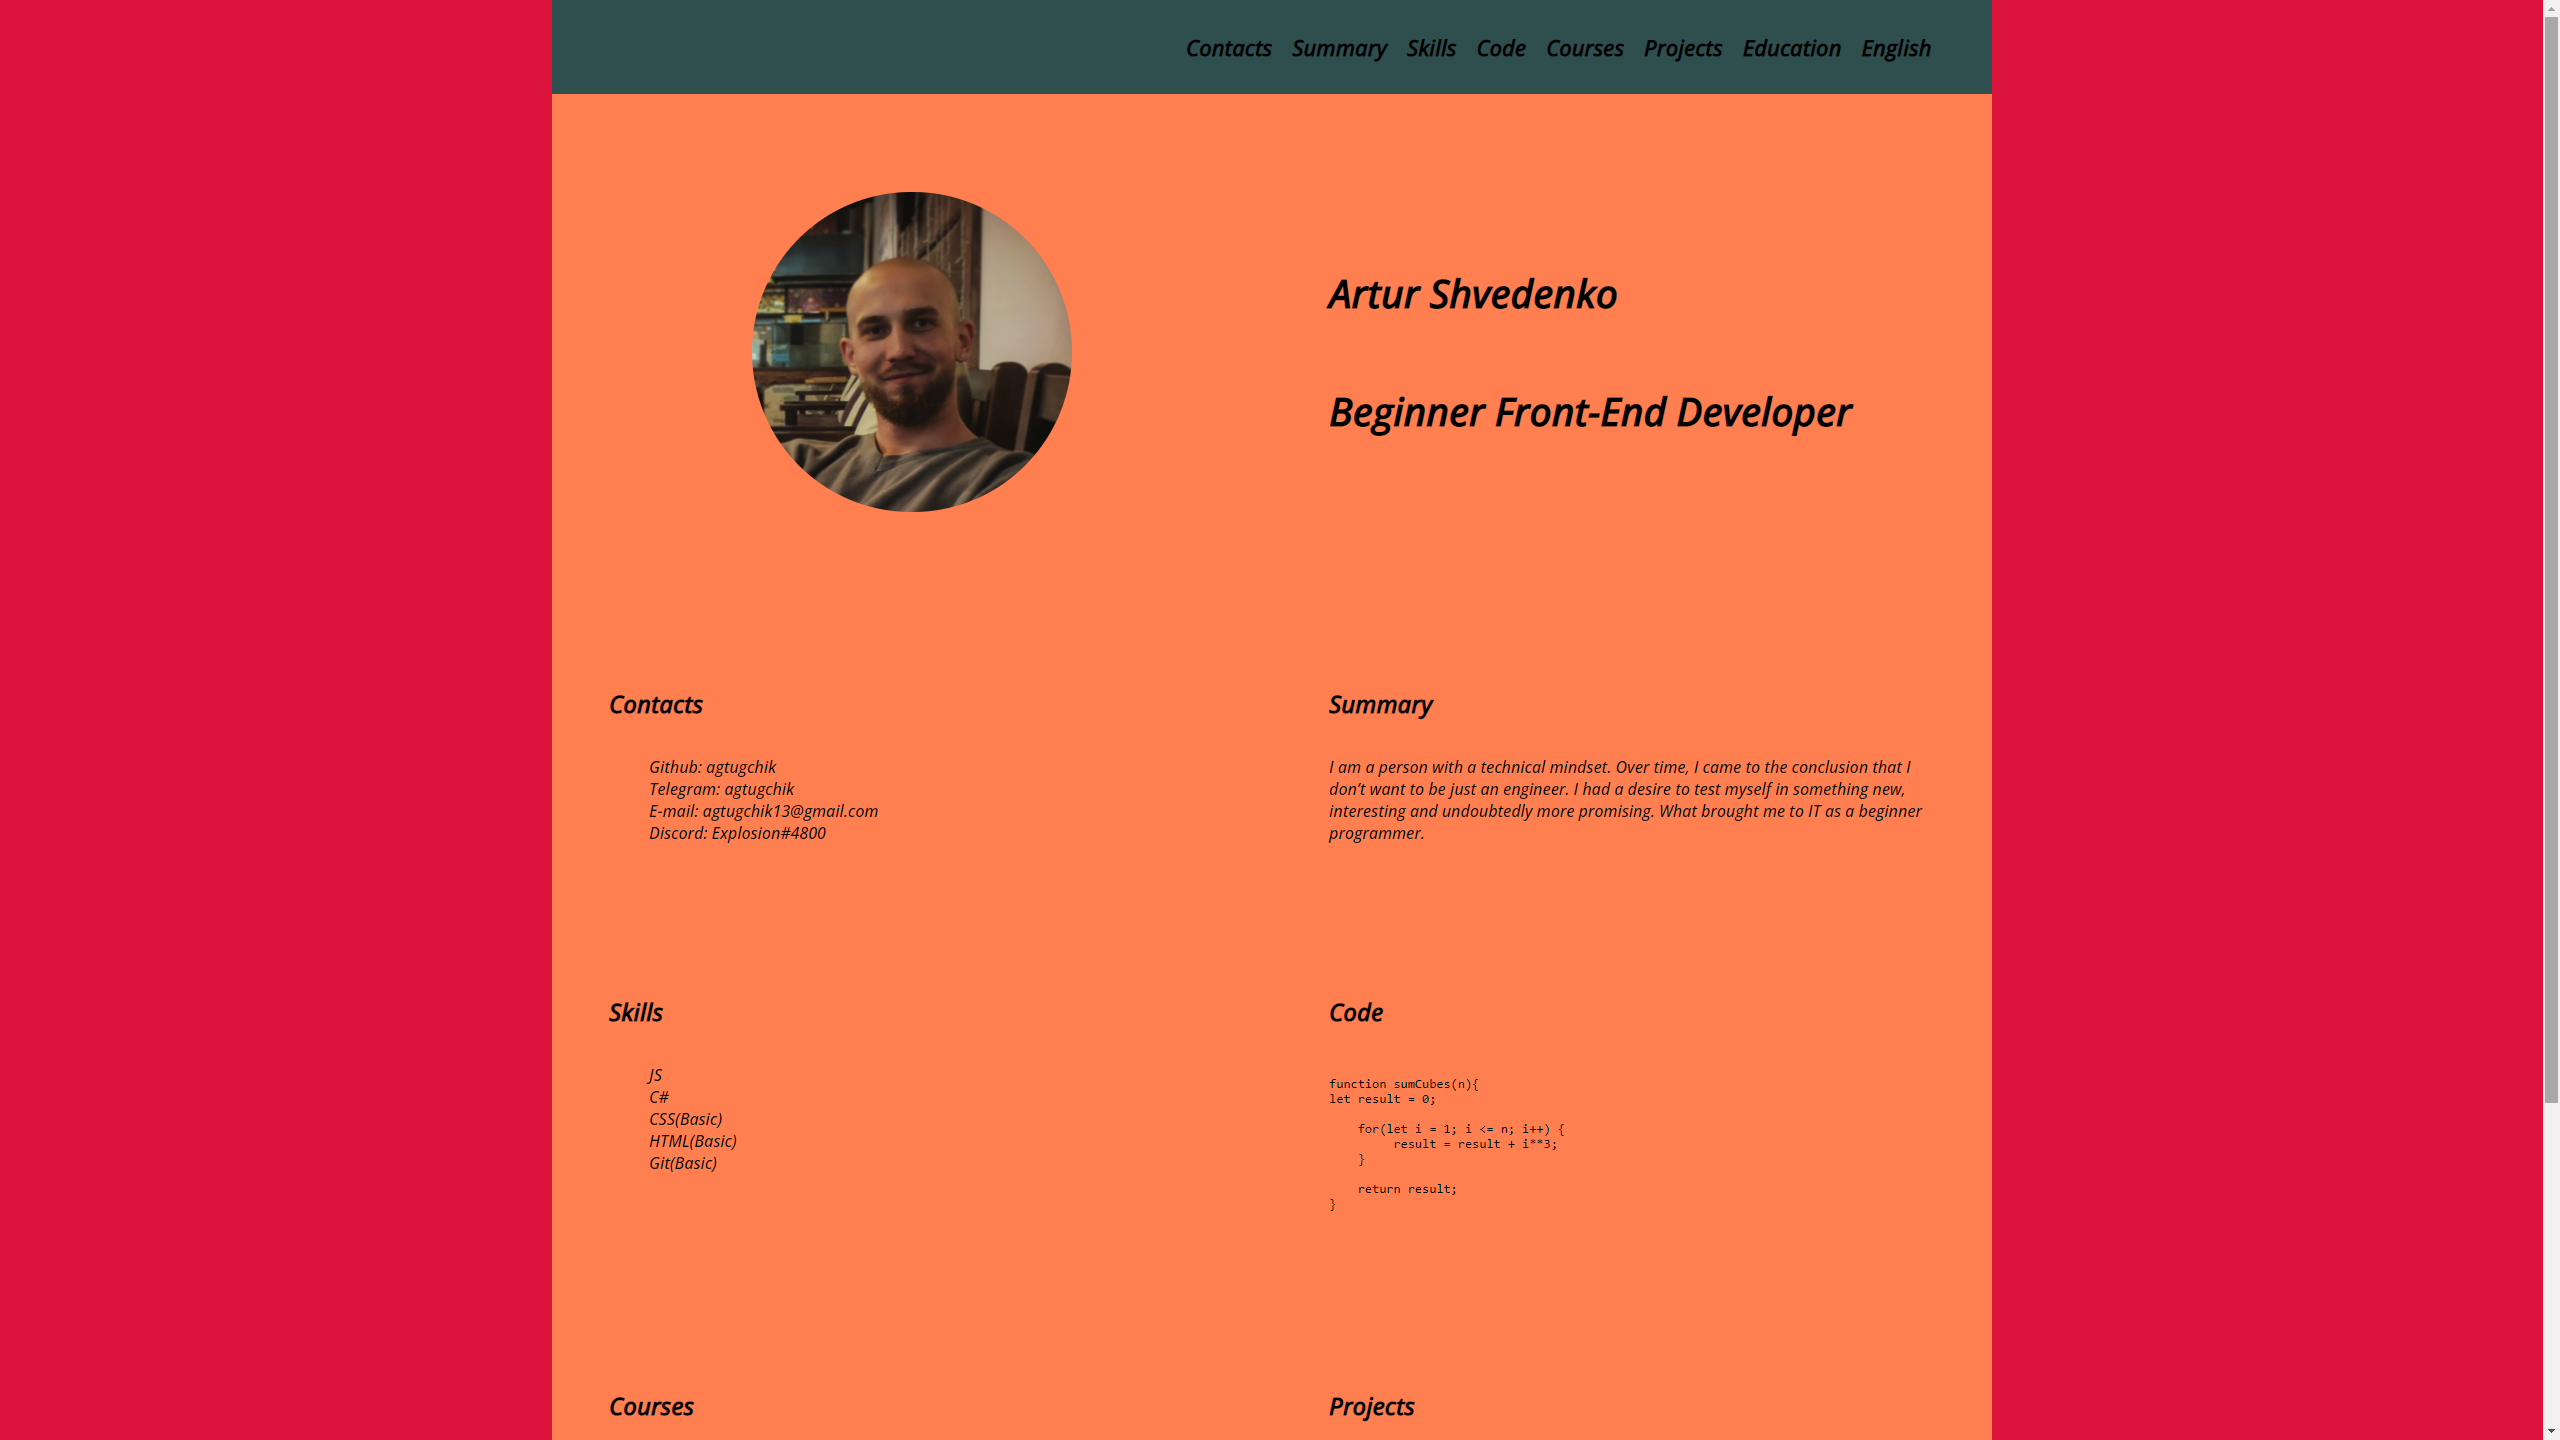 Contacts Summary Skills Code Courses Projects Education English
Artur Shvedenko
Beginner Front-End Developer
Contacts
Github: agtugchik
Telegram: agtugchik
E-mail: agtugchik13@gmail.com
Discord: Explosion#4800
Summary
I am a person with a technical mindset. Over time, I came to the conclusion that I
don’t want to be just an engineer. I had a desire to test myself in something new,
interesting and undoubtedly more promising. What brought me to IT as a beginner
programmer.
Skills
JS
C#
CSS(Basic)
HTML(Basic)
Git(Basic)
Code
function sumCubes(n){
let result = 0;
    for(let i = 1; i <= n; i++) {
         result = result + i**3;
    }
    return result;
}
Courses
Projects